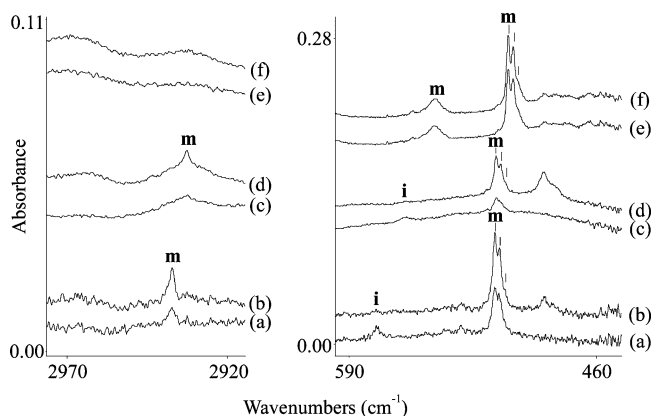 0.11
0.28
m
m
(f)
(f)
(e)
(e)
m
m
i
(d)
(d)
(c)
(c)
m
m
i
(b)
(b)
(a)
(a)
0.00
0.00
2970
2920
590
460
Absorbance
Wavenumbers (cm⁻¹)